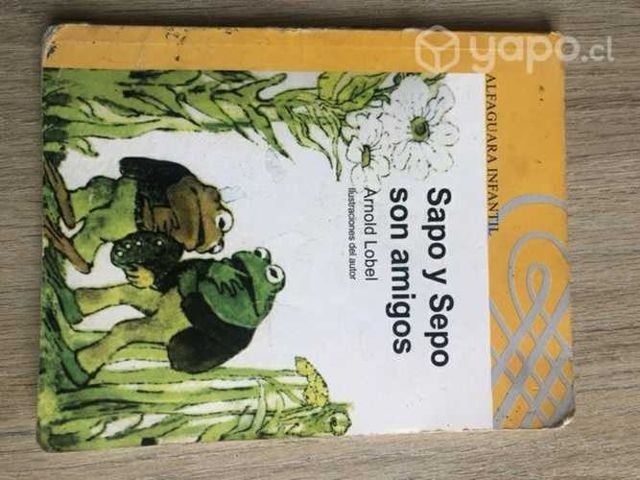 yapo.cl
ALFAGUARA INFANTIL
Sapo y Sepo
son amigos
Arnold Lobel
Ilustraciones del autor